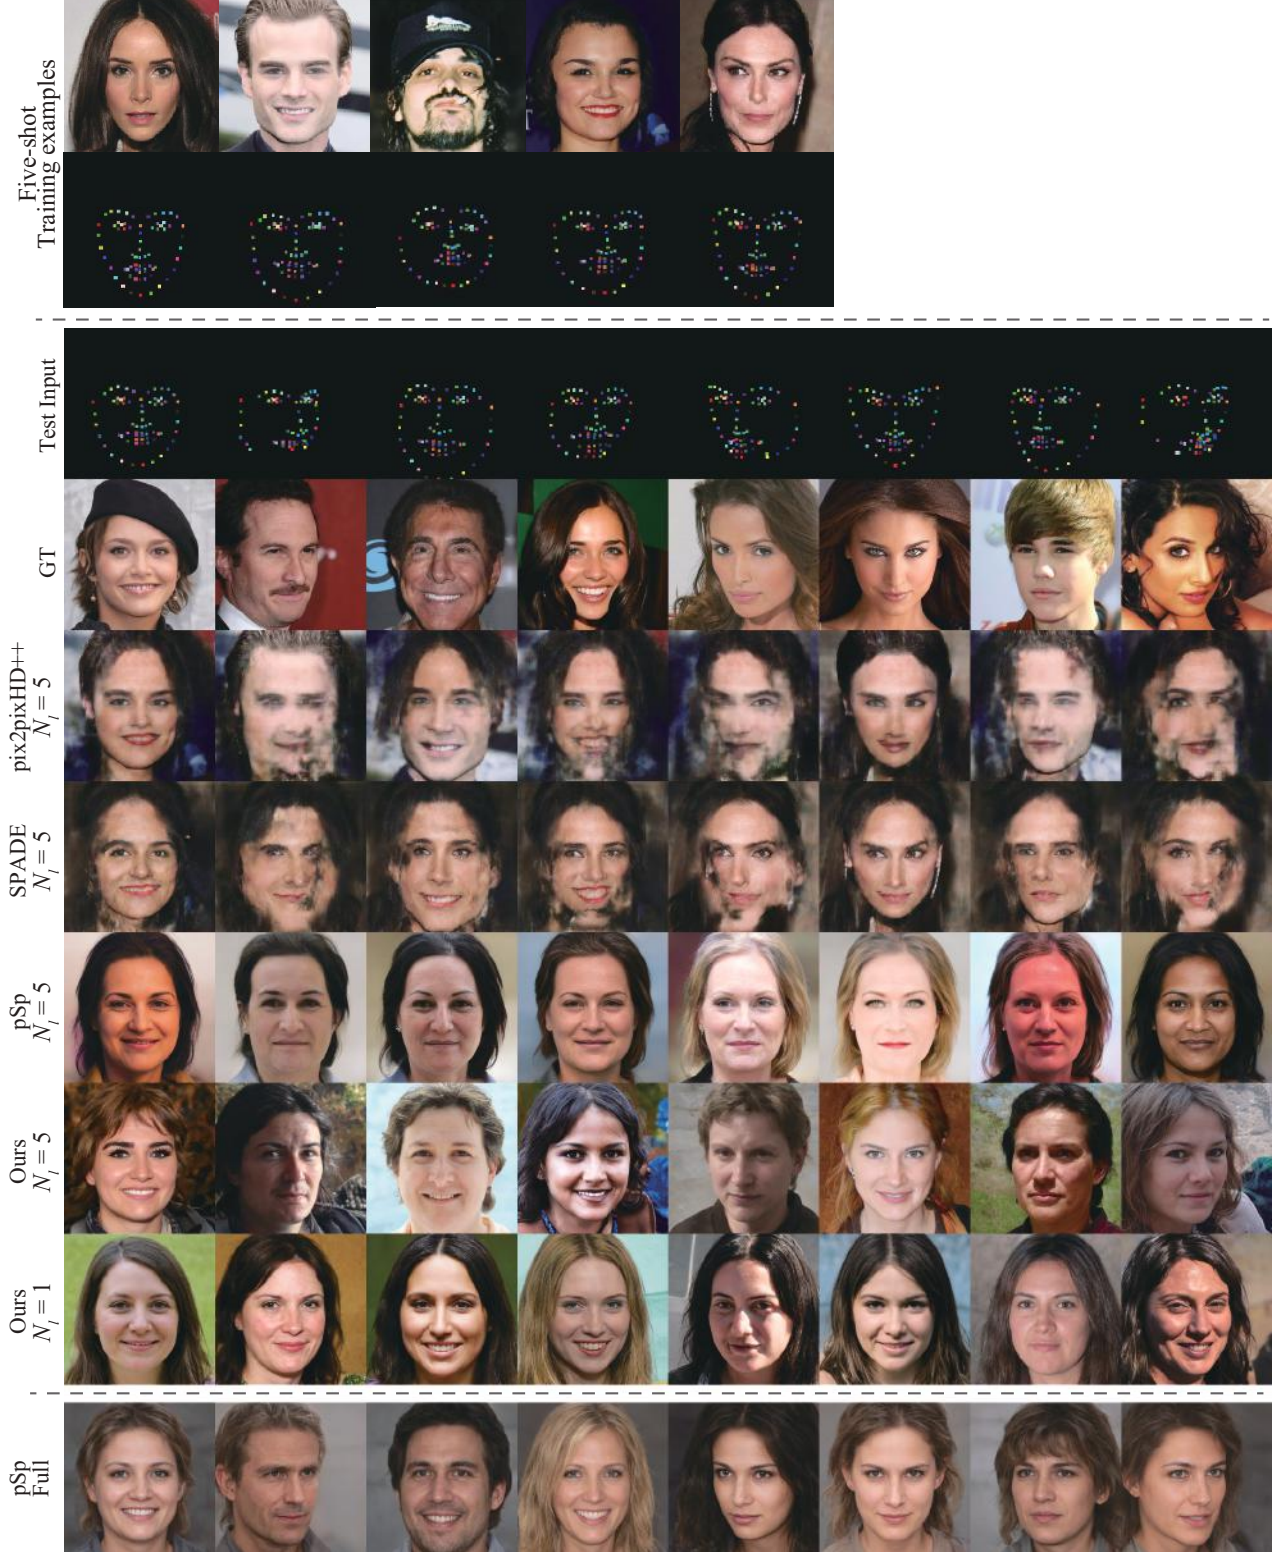 Five-shot
Training examples
Test Input
GT
pix2pixHD++
N_l = 5
SPADE
N_l = 5
pSp
N_l = 5
Ours
N_l = 5
Ours
N_l = 1
pSp
Full